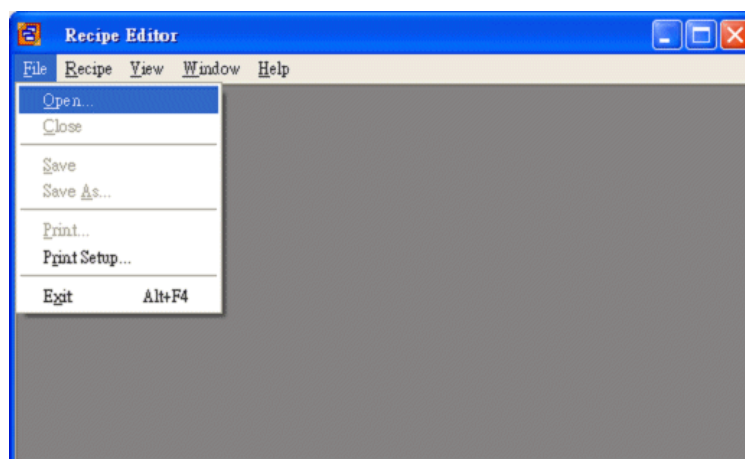 Recipe Editor
File Recipe View Window Help
Open...
Close
Save
Save As...
Print...
Print Setup...
Exit Alt+F4